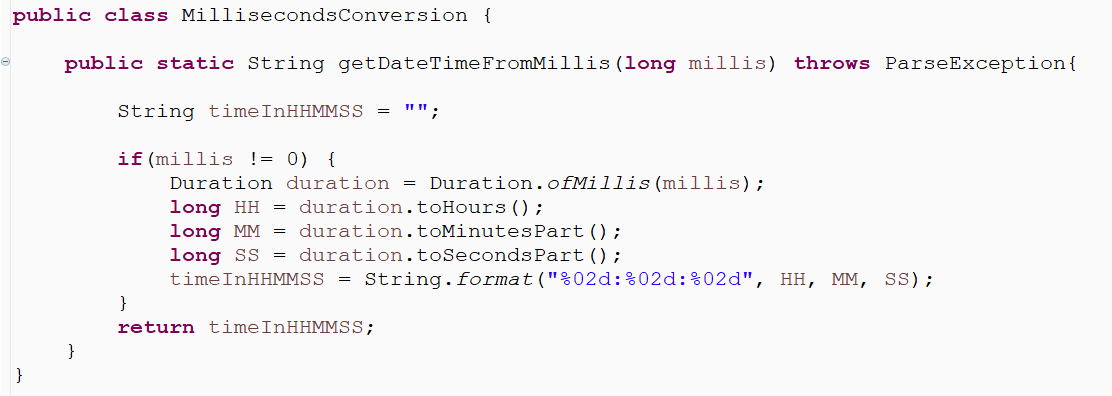 public class MillisecondsConversion {
public static String getDateTimeFromMillis(long millis) throws ParseException{
String timeInHHMMSS = "";
if(millis != 0) {
Duration duration = Duration.ofMillis(millis);
long HH = duration.toHours();
long MM = duration.toMinutesPart();
long SS = duration.toSecondsPart();
timeInHHMMSS = String.format("%02d:%02d:%02d", HH, MM, SS);
}
return timeInHHMMSS;
}
}